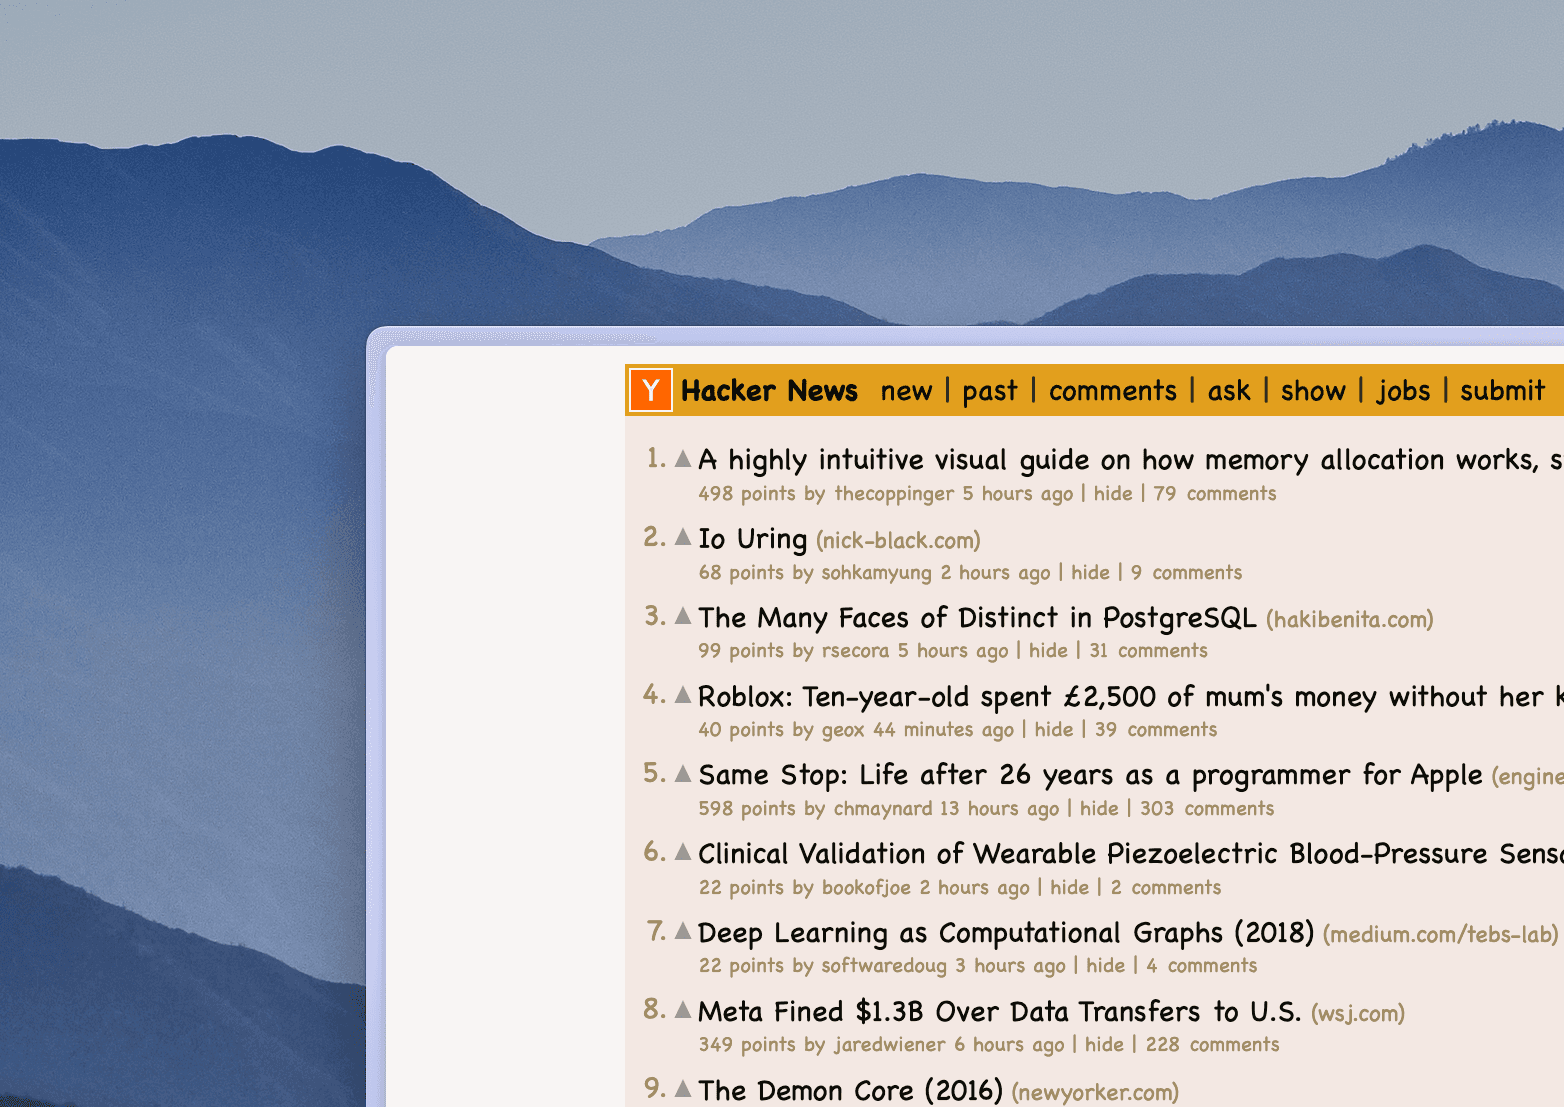 Y Hacker News new | past | comments | ask | show | jobs | submit
1. ▲ A highly intuitive visual guide on how memory allocation works,
498 points by thecoppinger 5 hours ago | hide | 79 comments
2. ▲ Io Uring (nick-black.com)
68 points by sohkamyung 2 hours ago | hide | 9 comments
3. ▲ The Many Faces of Distinct in PostgreSQL (hakibenita.com)
99 points by rsecora 5 hours ago | hide | 31 comments
4. ▲ Roblox: Ten-year-old spent £2,500 of mum's money without her
40 points by geox 44 minutes ago | hide | 39 comments
5. ▲ Same Stop: Life after 26 years as a programmer for Apple (engine
598 points by chmaynard 13 hours ago | hide | 303 comments
6. ▲ Clinical Validation of Wearable Piezoelectric Blood-Pressure Sens
22 points by bookofjoe 2 hours ago | hide | 2 comments
7. ▲ Deep Learning as Computational Graphs (2018) (medium.com/tebs-lab)
22 points by softwaredoug 3 hours ago | hide | 4 comments
8. ▲ Meta Fined $1.3B Over Data Transfers to U.S. (wsj.com)
349 points by jaredwiener 6 hours ago | hide | 228 comments
9. ▲ The Demon Core (2016) (newyorker.com)